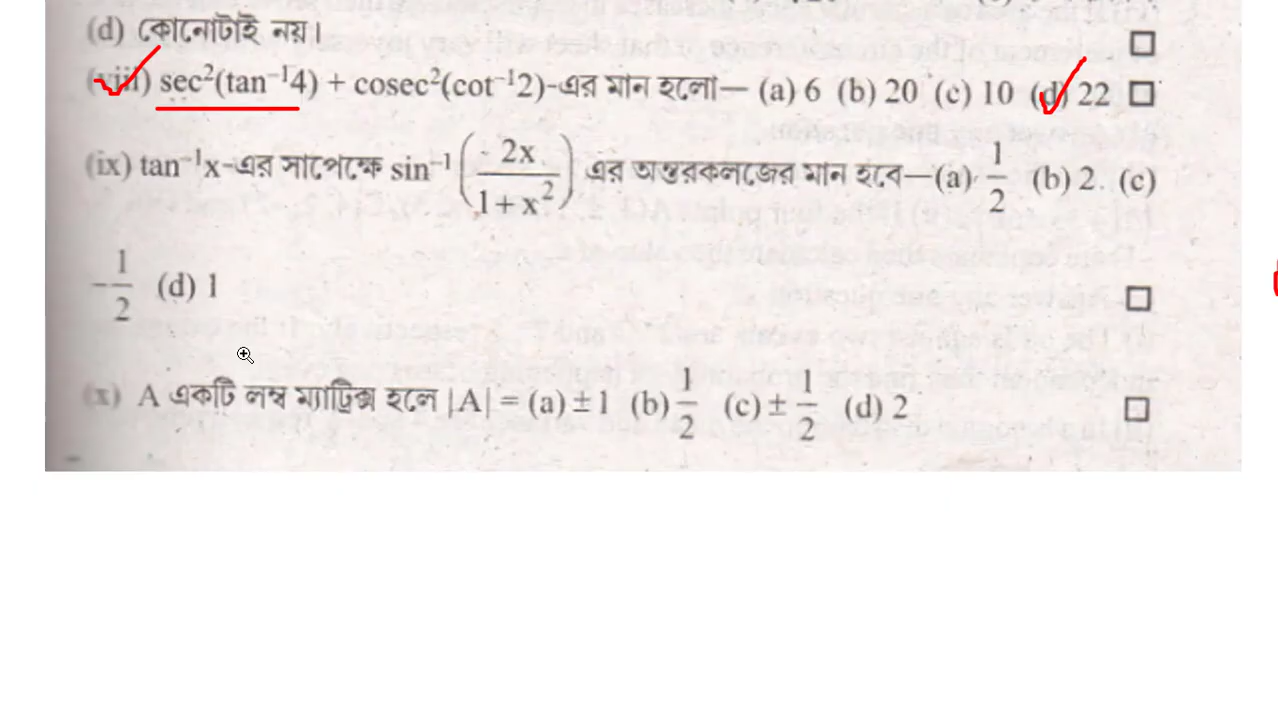 (d) কোনোটাই নয়।
(viii) sec²(tan⁻¹4) + cosec²(cot⁻¹2)-এর মান হলো— (a) 6 (b) 20 (c) 10 (d) 22 □
(ix) tan⁻¹x-এর সাপেক্ষে sin⁻¹(2x/1+x²) এর অন্তরকলজের মান হবে—(a) 1/2 (b) 2. (c)
-1/2 (d) 1 □
(x) A একটি লম্ব ম্যাট্রিক্স হলে |A| = (a) ±1 (b) 1/2 (c) ±1/2 (d) 2 □